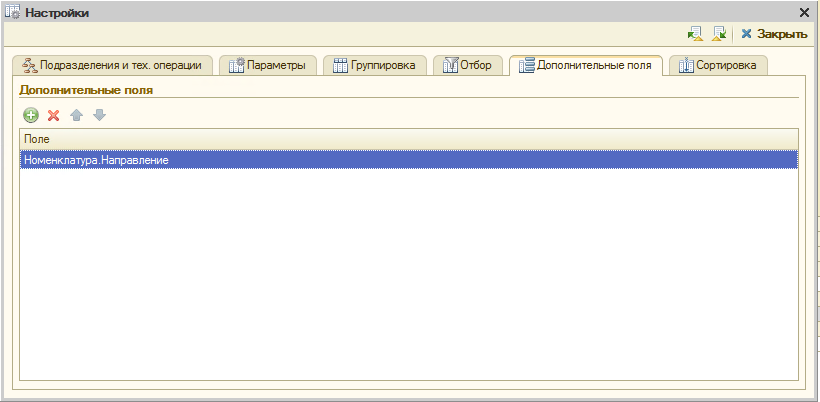 Настройки
Закрыть
Подразделения и тех. операции Параметры Группировка Отбор Дополнительные поля Сортировка
Дополнительные поля
Поле
Номенклатура.Направление